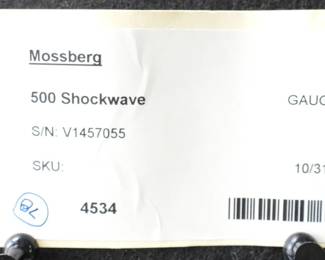 Mossberg
500 Shockwave GAUG
S/N: V1457055
SKU: 10/31
4534